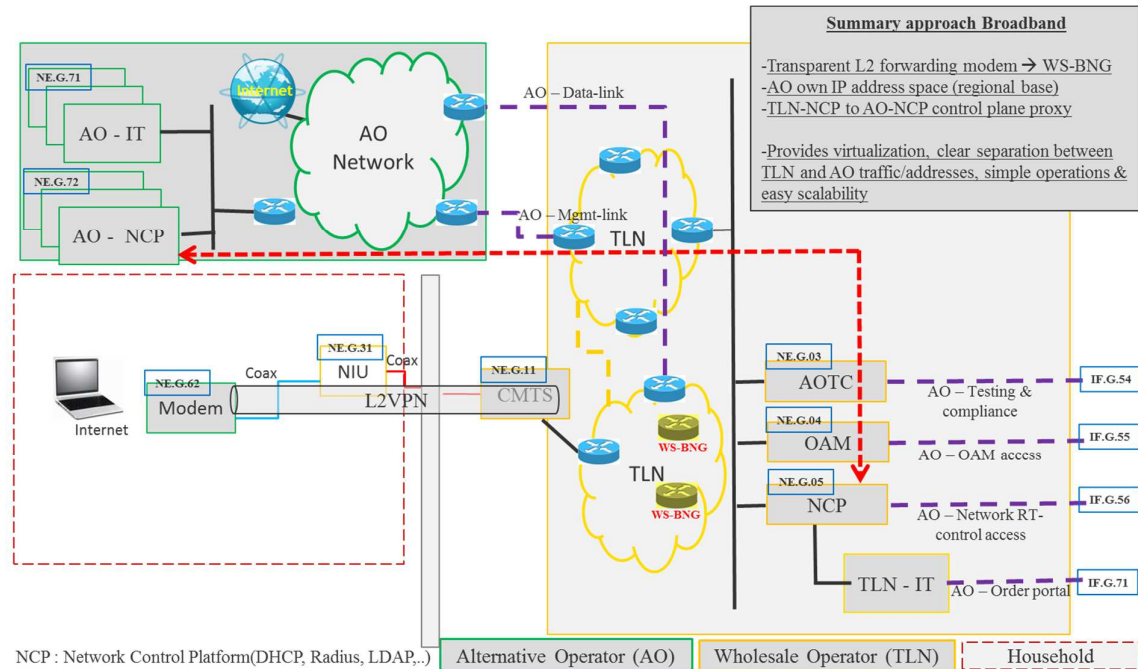 Summary approach Broadband
-Transparent L2 forwarding modem → WS-BNG
-AO own IP address space (regional base)
-TLN-NCP to AO-NCP control plane proxy
-Provides virtualization, clear separation between
TLN and AO traffic/addresses, simple operations &
easy scalability
NE.G.71
AO - IT
NE.G.72
AO - NCP
Internet
AO
Network
AO – Data-link
AO – Mgmt-link
TLN
Internet
NE.G.62
Modem
Coax
NE.G.31
NIU
Coax
L2VPN
NE.G.11
CMTS
TLN
WS-BNG
WS-BNG
NE.G.03
AOTC
AO – Testing &
compliance
IF.G.54
NE.G.04
OAM
AO – OAM access
IF.G.55
NE.G.05
NCP
AO – Network RT-
control access
IF.G.56
TLN - IT
AO – Order portal
IF.G.71
NCP : Network Control Platform(DHCP, Radius, LDAP,..)
Alternative Operator (AO)
Wholesale Operator (TLN)
Household